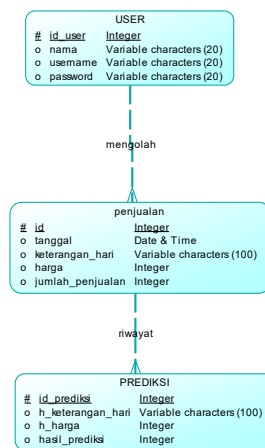 USER
# id_user Integer
o nama Variable characters (20)
o username Variable characters (20)
o password Variable characters (20)
mengolah
penjualan
# id Integer
o tanggal Date & Time
o keterangan_hari Variable characters (100)
o harga Integer
o jumlah_penjualan Integer
riwayat
PREDIKSI
# id_prediksi Integer
o h_keterangan_hari Variable characters (100)
o h_harga Integer
o hasil_prediksi Integer